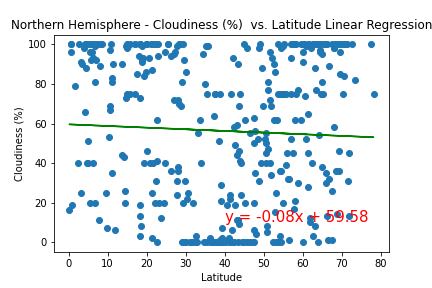 Northern Hemisphere - Cloudiness (%)  vs. Latitude Linear Regression
100
80
60
40
20
0
Cloudiness (%)
y = -0.08x + 59.58
0 10 20 30 40 50 60 70 80
Latitude